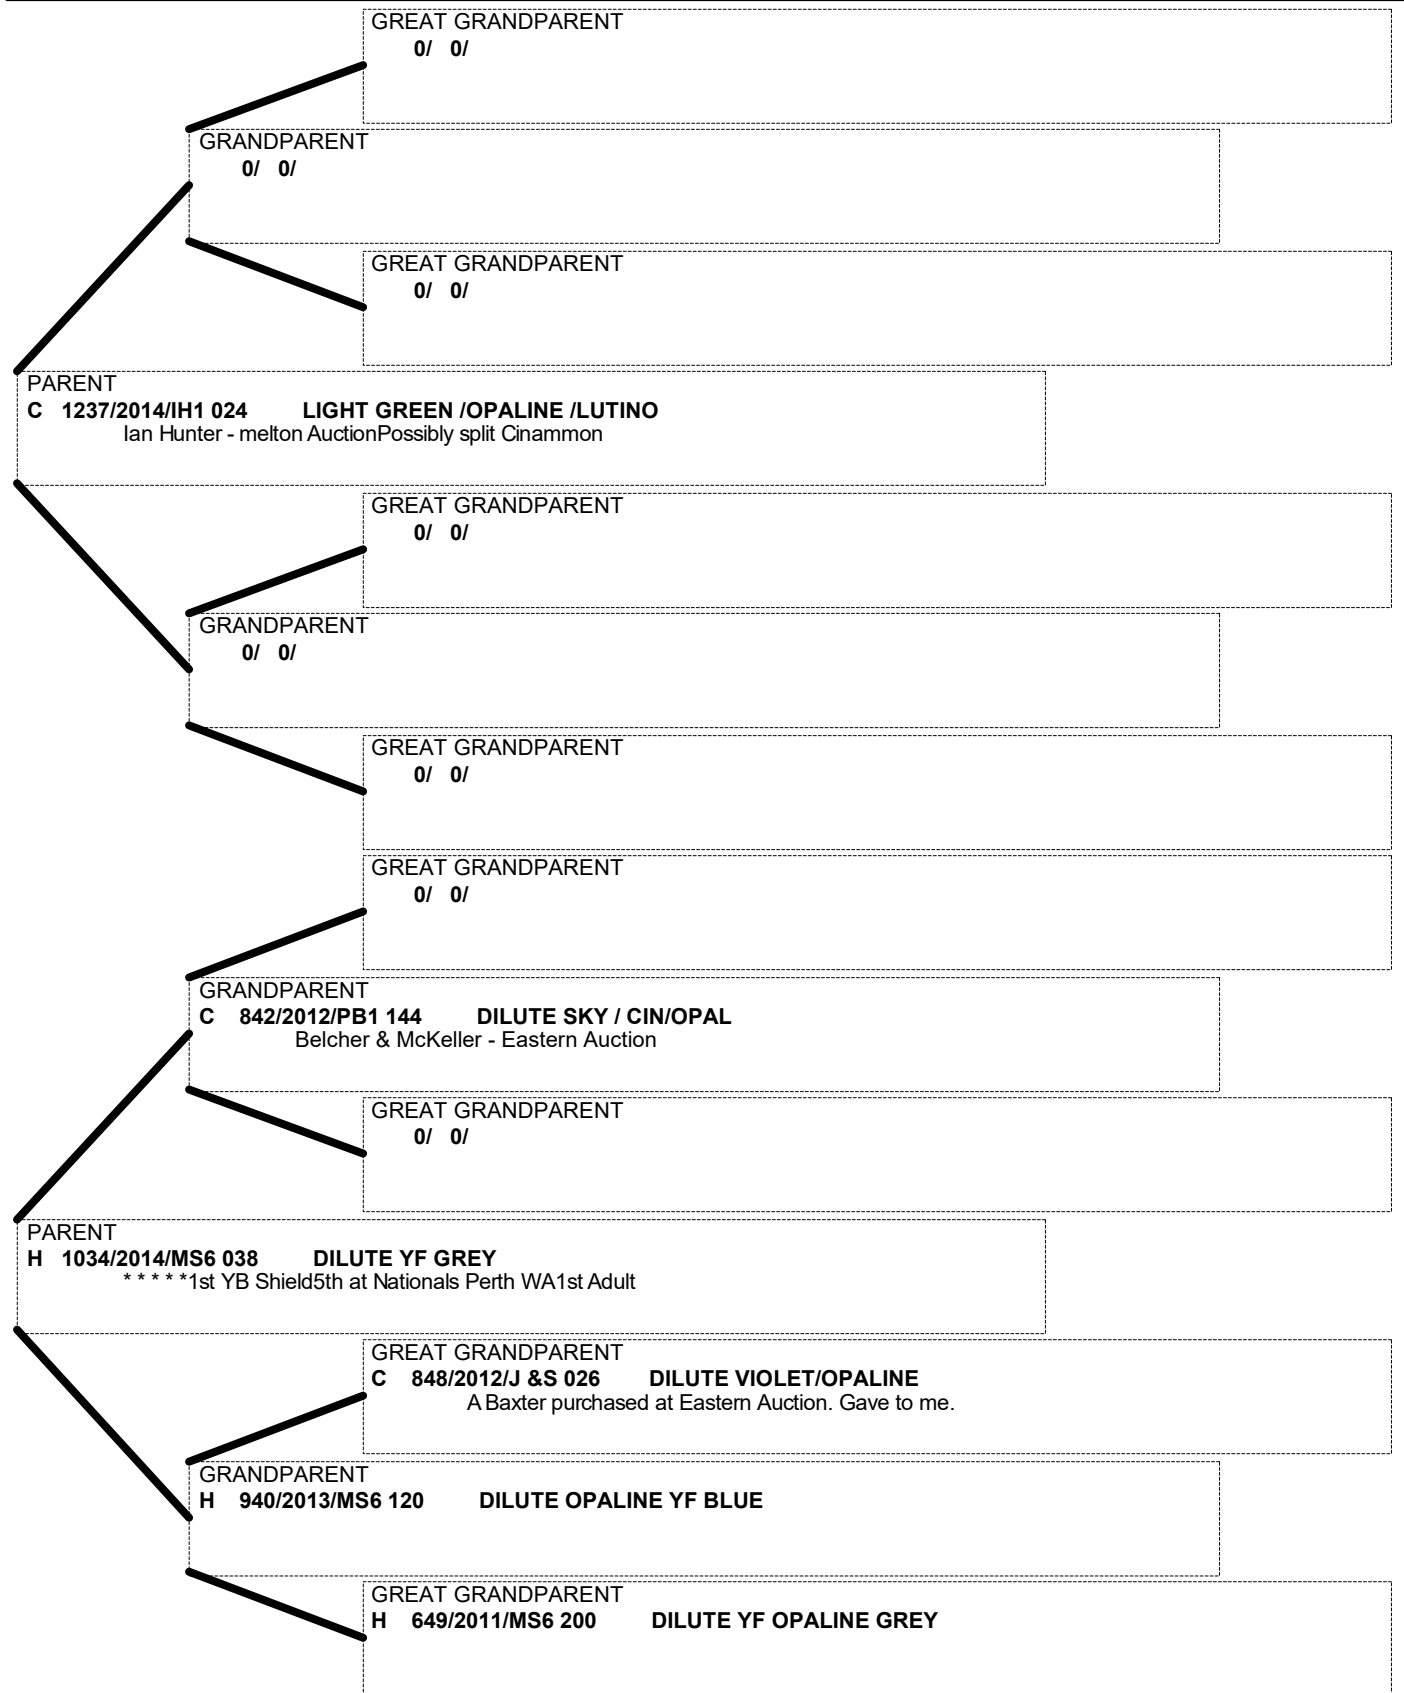 GREAT GRANDPARENT
0/ 0/
GRANDPARENT
0/ 0/
GREAT GRANDPARENT
0/ 0/
PARENT
C 1237/2014/IH1 024 LIGHT GREEN /OPALINE /LUTINO
Ian Hunter - melton AuctionPossibly split Cinammon
GREAT GRANDPARENT
0/ 0/
GRANDPARENT
0/ 0/
GREAT GRANDPARENT
0/ 0/
GREAT GRANDPARENT
0/ 0/
GRANDPARENT
C 842/2012/PB1 144 DILUTE SKY / CIN/OPAL
Belcher & McKeller - Eastern Auction
GREAT GRANDPARENT
0/ 0/
PARENT
H 1034/2014/MS6 038 DILUTE YF GREY
* * * * *1st YB Shield5th at Nationals Perth WA1st Adult
GREAT GRANDPARENT
C 848/2012/J &S 026 DILUTE VIOLET/OPALINE
A Baxter purchased at Eastern Auction. Gave to me.
GRANDPARENT
H 940/2013/MS6 120 DILUTE OPALINE YF BLUE
GREAT GRANDPARENT
H 649/2011/MS6 200 DILUTE YF OPALINE GREY